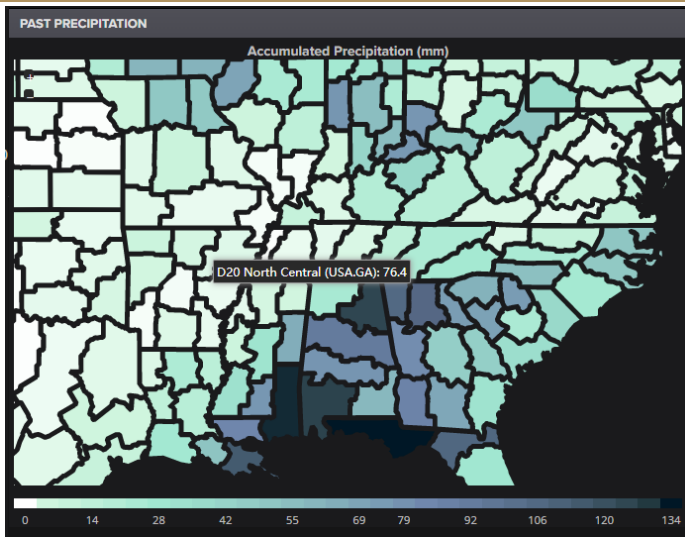 PAST PRECIPITATION
Accumulated Precipitation (mm)
D20 North Central (USA.GA): 76.4
0 14 28 42 55 69 79 92 106 120 134